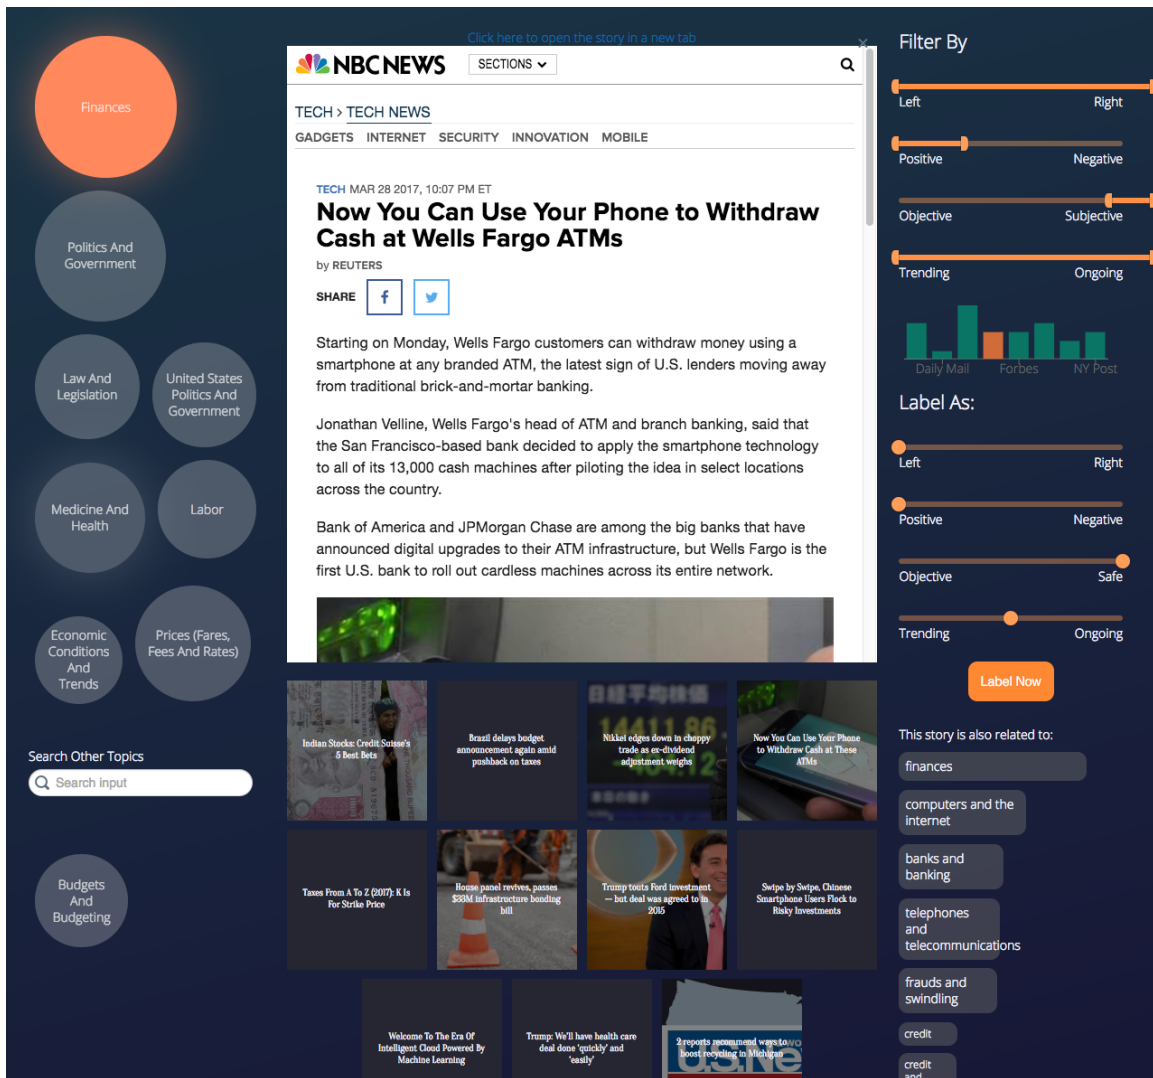 Finances
Politics And
Government
Law And
Legislation
United States
Politics And
Government
Medicine And
Health
Labor
Economic
Conditions
And
Trends
Prices (Fares,
Fees And Rates)
Search Other Topics
Search input
Budgets
And
Budgeting
Click here to open the story in a new tab
×
NBC NEWS
SECTIONS
TECH > TECH NEWS
GADGETS INTERNET SECURITY INNOVATION MOBILE
TECH MAR 28 2017, 10:07 PM ET
Now You Can Use Your Phone to Withdraw
Cash at Wells Fargo ATMs
by REUTERS
SHARE
Starting on Monday, Wells Fargo customers can withdraw money using a
smartphone at any branded ATM, the latest sign of U.S. lenders moving away
from traditional brick-and-mortar banking.
Jonathan Velline, Wells Fargo's head of ATM and branch banking, said that
the San Francisco-based bank decided to apply the smartphone technology
to all of its 13,000 cash machines after piloting the idea in select locations
across the country.
Bank of America and JPMorgan Chase are among the big banks that have
announced digital upgrades to their ATM infrastructure, but Wells Fargo is the
first U.S. bank to roll out cardless machines across its entire network.
Indian Stocks: Credit Suisse's
5 Best Bets
Brazil delays budget
announcement again amid
pushback on taxes
日経平均株価
14411.86
Nikkei edges down in choppy
trade as ex-dividend
adjustment weighs
Now You Can Use Your Phone
to Withdraw Cash at These
ATMs
Taxes From A To Z (2017): K Is
For Strike Price
House panel revives, passes
$33M infrastructure bonding
bill
Trump touts Ford investment
— but deal was agreed to in
2015
Swipe by Swipe, Chinese
Smartphone Users Flock to
Risky Investments
Welcome To The Era Of
Intelligent Cloud Powered By
Machine Learning
Trump: We'll have health care
deal done 'quickly' and
'easily'
2 reports recommend ways to
boost recycling in Michigan
U.S.Ne
Filter By
Left Right
Positive Negative
Objective Subjective
Trending Ongoing
Daily Mail Forbes NY Post
Label As:
Left Right
Positive Negative
Objective Safe
Trending Ongoing
Label Now
This story is also related to:
finances
computers and the
internet
banks and
banking
telephones
and
telecommunications
frauds and
swindling
credit
credit
and